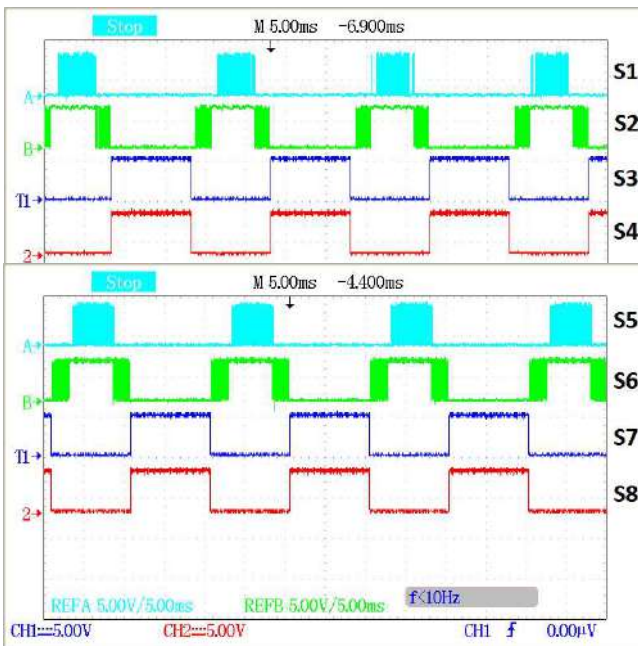 Stop M 5.00ms -6.900ms
S1
A
S2
B
S3
T1
S4
2
Stop M 5.00ms -4.400ms
S5
A
S6
B
S7
T1
S8
2
REFA 5.00V/5.00ms REFB 5.00V/5.00ms f<10Hz
CH1 5.00V CH2 5.00V CH1 0.00μV